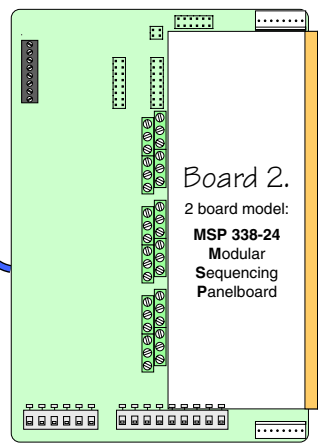 Board 2.
2 board model:
MSP 338-24
Modular
Sequencing
Panelboard